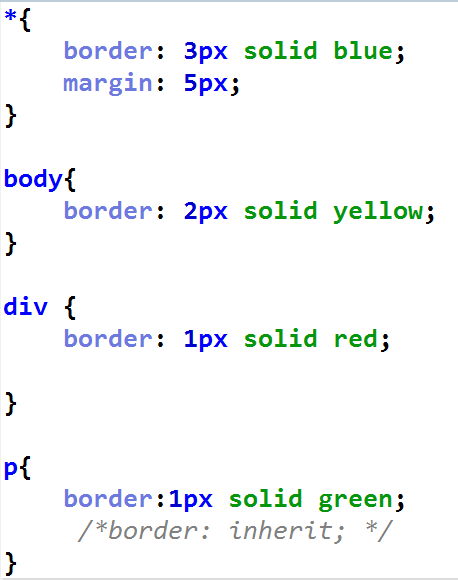 *{
    border: 3px solid blue;
    margin: 5px;
}
body{
    border: 2px solid yellow;
}
div {
    border: 1px solid red;
}
p{
    border:1px solid green;
     /*border: inherit; */
}